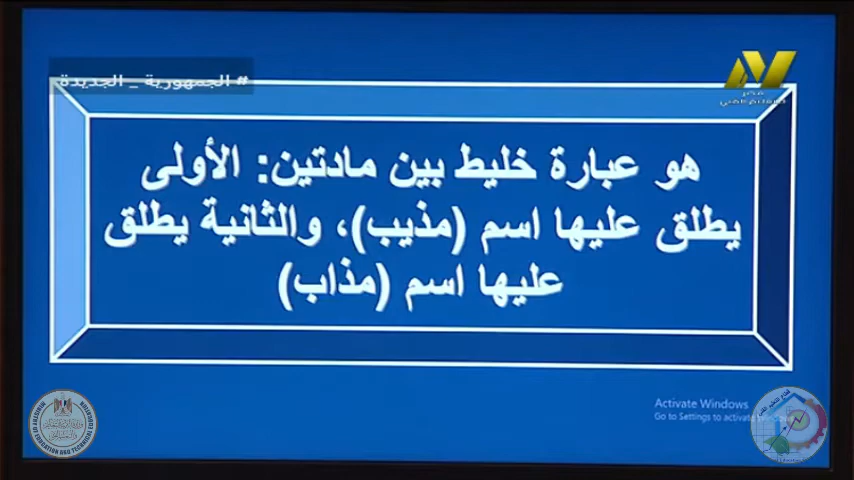 # الجمهورية _ الجديدة
مصر
هو عبارة خليط بين مادتين: الأولى
يطلق عليها اسم (مذيب)، والثانية يطلق
عليها اسم (مذاب)
Activate Windows
Go to Settings to activate